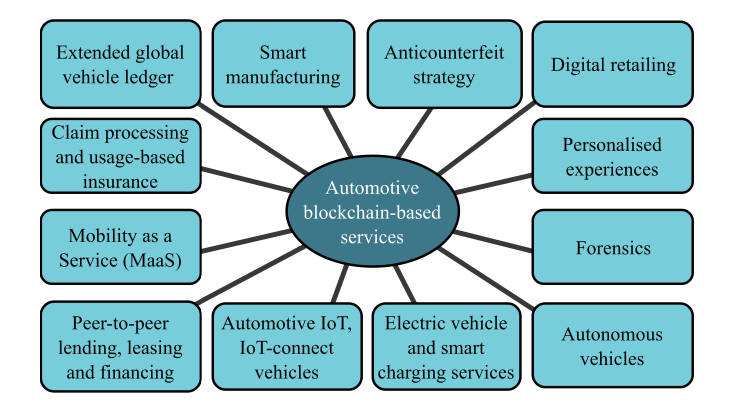 Extended global
vehicle ledger
Smart
manufacturing
Anticounterfeit
strategy
Digital retailing
Claim processing
and usage-based
insurance
Personalised
experiences
Automotive
blockchain-based
services
Mobility as a
Service (MaaS)
Forensics
Peer-to-peer
lending, leasing
and financing
Automotive IoT,
IoT-connect
vehicles
Electric vehicle
and smart
charging services
Autonomous
vehicles